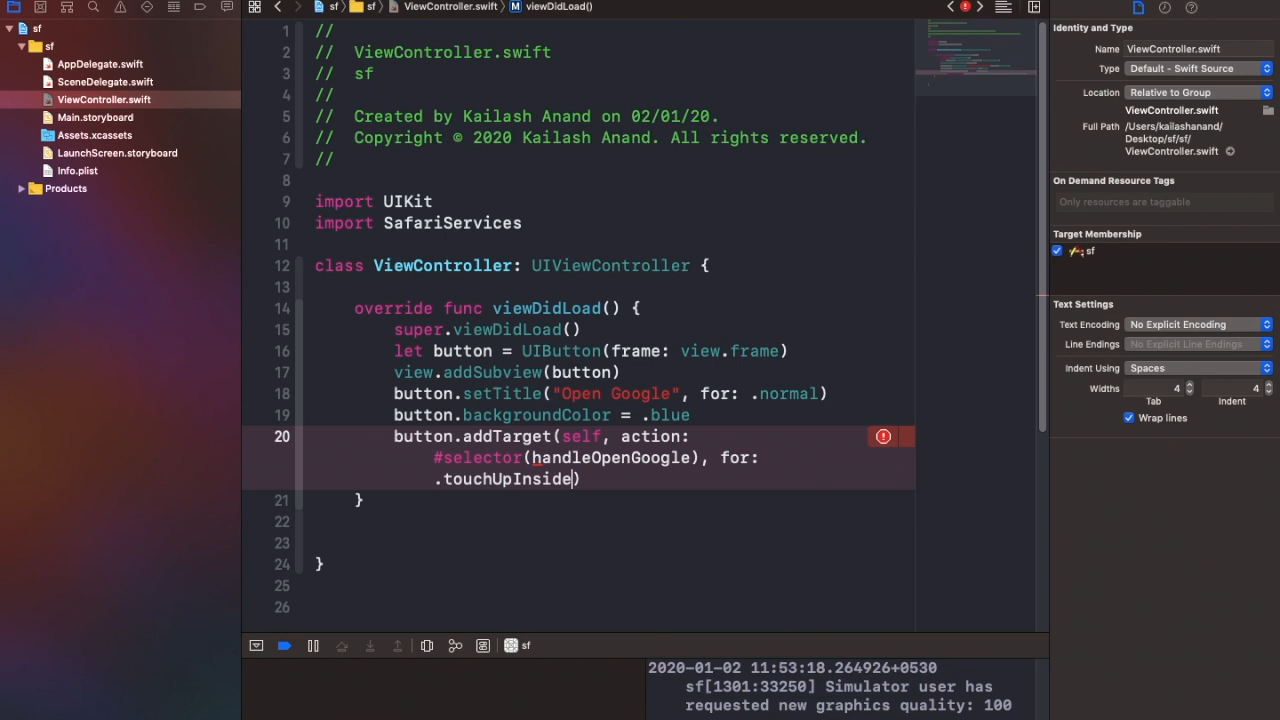 sf
sf
AppDelegate.swift
SceneDelegate.swift
ViewController.swift
Main.storyboard
Assets.xcassets
LaunchScreen.storyboard
Info.plist
Products
sf
sf
ViewController.swift
M
viewDidLoad()
1 //
2 //  ViewController.swift
3 //  sf
4 //
5 //  Created by Kailash Anand on 02/01/20.
6 //  Copyright © 2020 Kailash Anand. All rights reserved.
7 //
8
9 import UIKit
10 import SafariServices
11
12 class ViewController: UIViewController {
13
14     override func viewDidLoad() {
15         super.viewDidLoad()
16         let button = UIButton(frame: view.frame)
17         view.addSubview(button)
18         button.setTitle("Open Google", for: .normal)
19         button.backgroundColor = .blue
20         button.addTarget(self, action:
            #selector(handleOpenGoogle), for:
            .touchUpInside)
21     }
22
23
24 }
25
26
sf
2020-01-02 11:53:18.264926+0530
sf[1301:33250] Simulator user has
requested new graphics quality: 100
Identity and Type
Name ViewController.swift
Type Default - Swift Source
Location Relative to Group
ViewController.swift
Full Path /Users/kailashanand/
Desktop/sf/sf/
ViewController.swift
On Demand Resource Tags
Only resources are taggable
Target Membership
sf
Text Settings
Text Encoding No Explicit Encoding
Line Endings No Explicit Line Endings
Indent Using Spaces
Widths 4 4
Tab Indent
Wrap lines